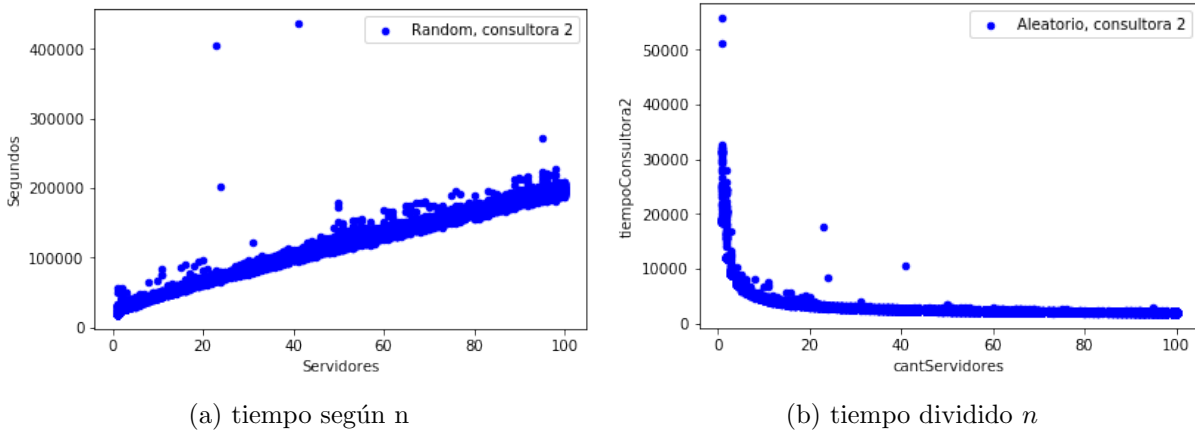 Random, consultora 2
400000
300000
200000
100000
0
Segundos
0 20 40 60 80 100
Servidores
(a) tiempo según n
Aleatorio, consultora 2
50000
40000
30000
20000
10000
0
tiempoConsultora2
0 20 40 60 80 100
cantServidores
(b) tiempo dividido n